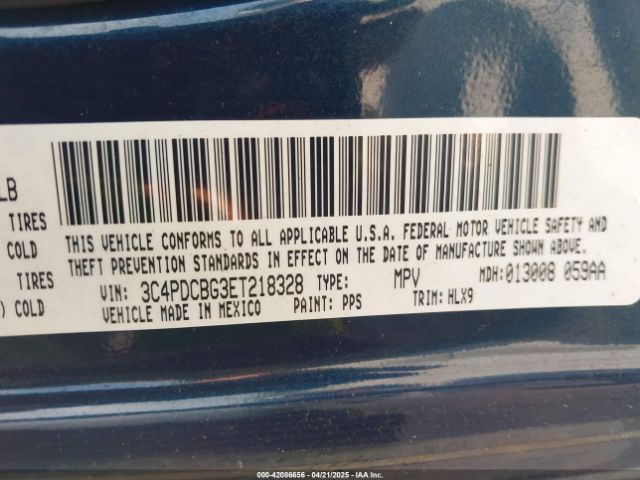 LB
TIRES
COLD
TIRES
) COLD
THIS VEHICLE CONFORMS TO ALL APPLICABLE U.S.A. FEDERAL MOTOR VEHICLE SAFETY AND
THEFT PREVENTION STANDARDS IN EFFECT ON THE DATE OF MANUFACTURE SHOWN ABOVE.
VIN: 3C4PDCBG3ET218328 TYPE: MPV MDH:013008 059AA
VEHICLE MADE IN MEXICO PAINT: PPS TRIM: HLX9
000-42086656 - 04/21/2025 - IAA Inc.